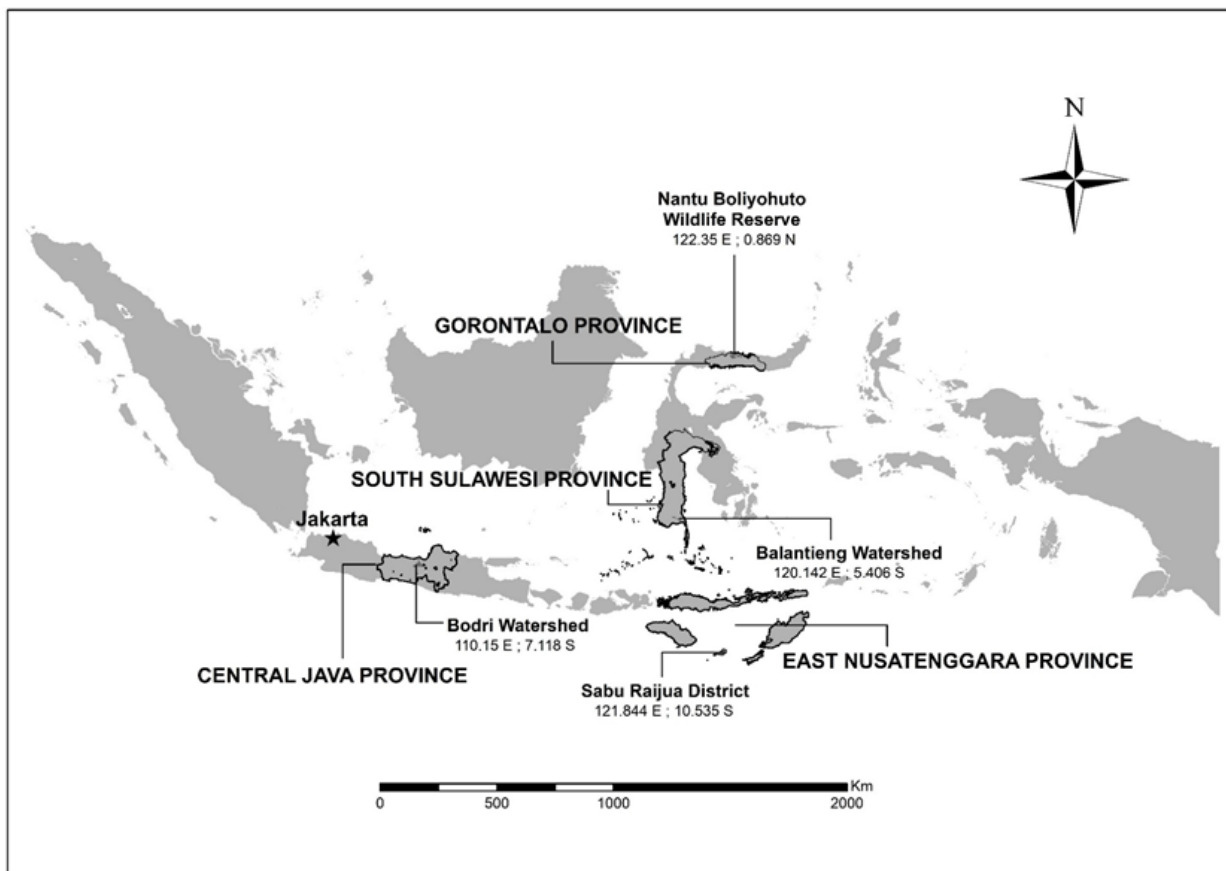 N
Nantu Boliyohuto
Wildlife Reserve
122.35 E ; 0.869 N
GORONTALO PROVINCE
SOUTH SULAWESI PROVINCE
Jakarta
Balantieng Watershed
120.142 E ; 5.406 S
Bodri Watershed
110.15 E ; 7.118 S
CENTRAL JAVA PROVINCE
EAST NUSATENGGARA PROVINCE
Sabu Raijua District
121.844 E ; 10.535 S
Km
0 500 1000 2000